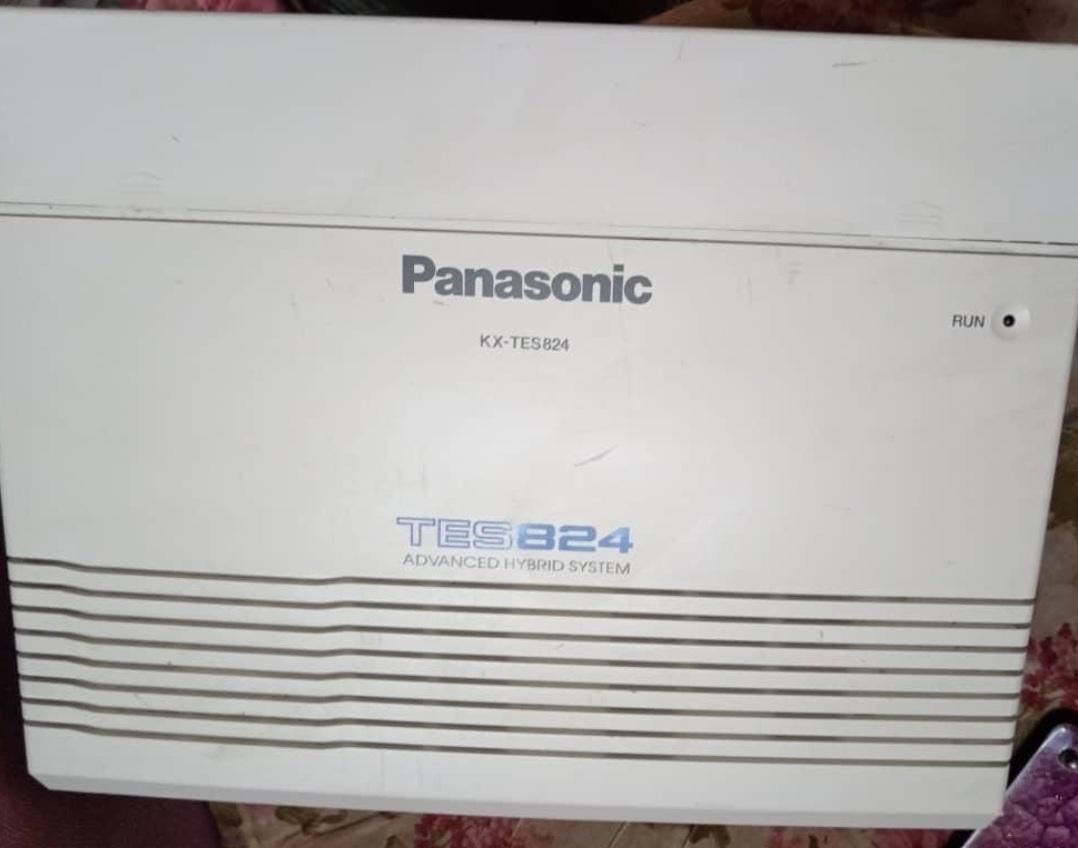 Panasonic
RUN
KX-TES824
TES824
ADVANCED HYBRID SYSTEM